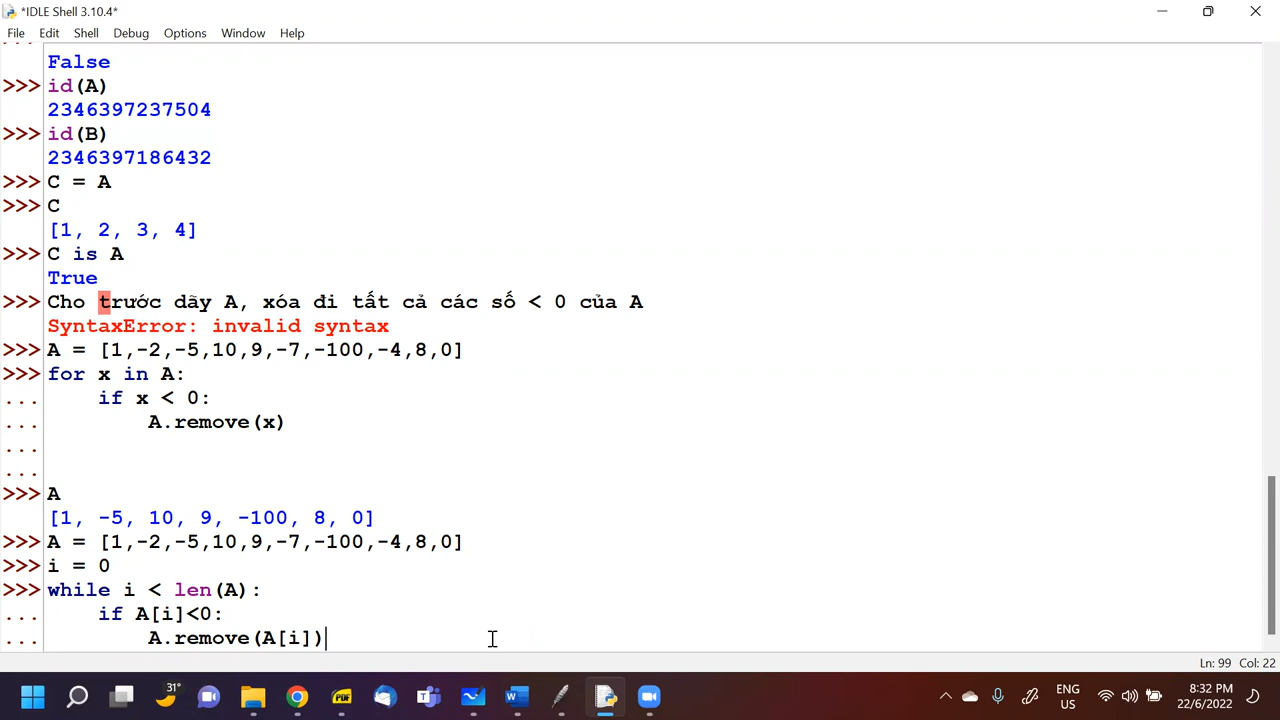 *IDLE Shell 3.10.4*
File Edit Shell Debug Options Window Help
False
>>> id(A)
2346397237504
>>> id(B)
2346397186432
>>> C = A
>>> C
[1, 2, 3, 4]
>>> C is A
True
>>> Cho trước dãy A, xóa đi tất cả các số < 0 của A
SyntaxError: invalid syntax
>>> A = [1,-2,-5,10,9,-7,-100,-4,8,0]
>>> for x in A:
...     if x < 0:
...         A.remove(x)
...
...
>>> A
[1, -5, 10, 9, -100, 8, 0]
>>> A = [1,-2,-5,10,9,-7,-100,-4,8,0]
>>> i = 0
>>> while i < len(A):
...     if A[i]<0:
...         A.remove(A[i])
Ln: 99 Col: 22
31°
PDF
ENG
US
8:32 PM
22/6/2022